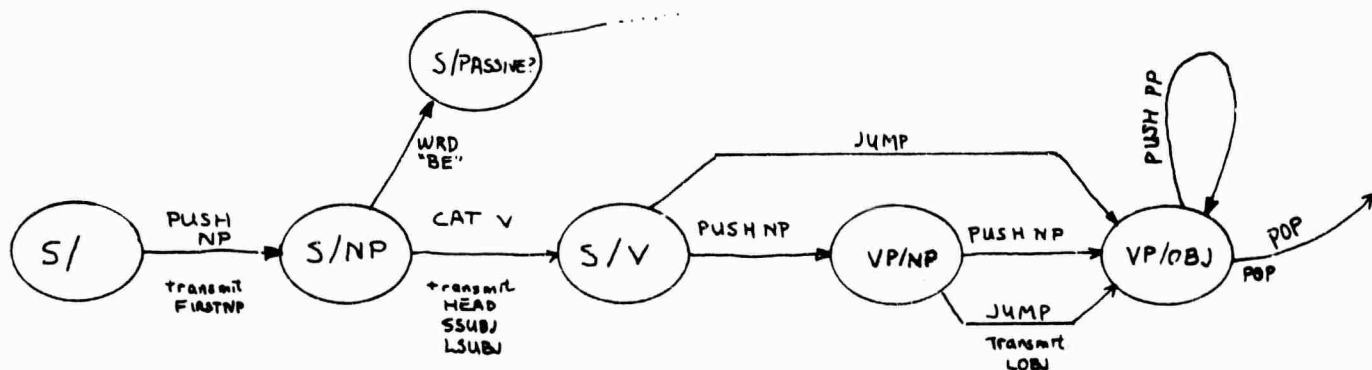 S/PASSIVE?
WRD
"BE"
JUMP
PUSH PP
S/
PUSH
NP
transmit
FIRSTNP
S/NP
CAT V
transmit
HEAD
SSUBJ
LSUBJ
S/V
PUSH NP
VP/NP
PUSH NP
JUMP
Transmit
LOBJ
VP/OBJ
POP
POP